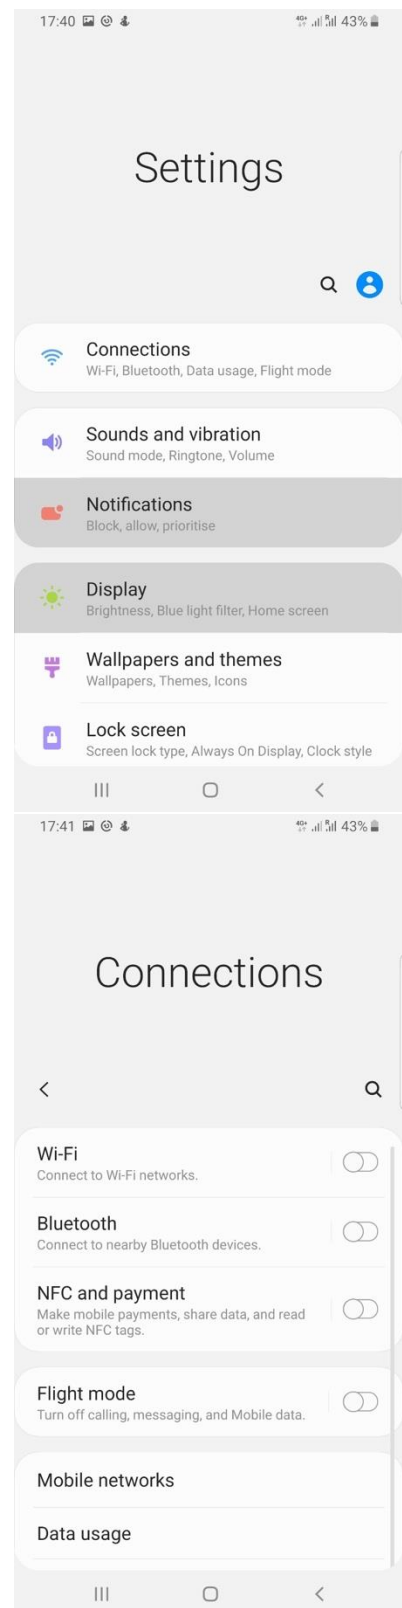 17:40 4G+ R 43%
Settings
Connections
Wi-Fi, Bluetooth, Data usage, Flight mode
Sounds and vibration
Sound mode, Ringtone, Volume
Notifications
Block, allow, prioritise
Display
Brightness, Blue light filter, Home screen
Wallpapers and themes
Wallpapers, Themes, Icons
Lock screen
Screen lock type, Always On Display, Clock style
17:41 4G+ R 43%
Connections
Wi-Fi
Connect to Wi-Fi networks.
Bluetooth
Connect to nearby Bluetooth devices.
NFC and payment
Make mobile payments, share data, and read
or write NFC tags.
Flight mode
Turn off calling, messaging, and Mobile data.
Mobile networks
Data usage